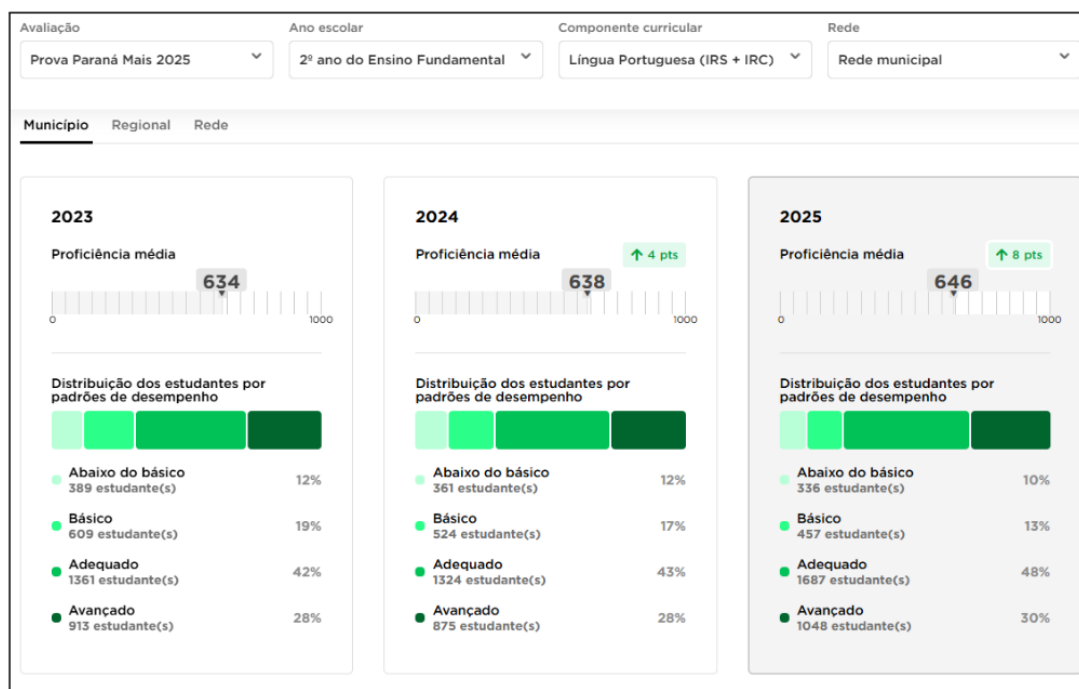 Avaliação Ano escolar Componente curricular Rede
Prova Paraná Mais 2025 2º ano do Ensino Fundamental Língua Portuguesa (IRS + IRC) Rede municipal
Município Regional Rede
2023
Proficiência média
634
0 1000
Distribuição dos estudantes por
padrões de desempenho
Abaixo do básico
389 estudante(s) 12%
Básico
609 estudante(s) 19%
Adequado
1361 estudante(s) 42%
Avançado
913 estudante(s) 28%
2024
Proficiência média ↑ 4 pts
638
0 1000
Distribuição dos estudantes por
padrões de desempenho
Abaixo do básico
361 estudante(s) 12%
Básico
524 estudante(s) 17%
Adequado
1324 estudante(s) 43%
Avançado
875 estudante(s) 28%
2025
Proficiência média ↑ 8 pts
646
0 1000
Distribuição dos estudantes por
padrões de desempenho
Abaixo do básico
336 estudante(s) 10%
Básico
457 estudante(s) 13%
Adequado
1687 estudante(s) 48%
Avançado
1048 estudante(s) 30%